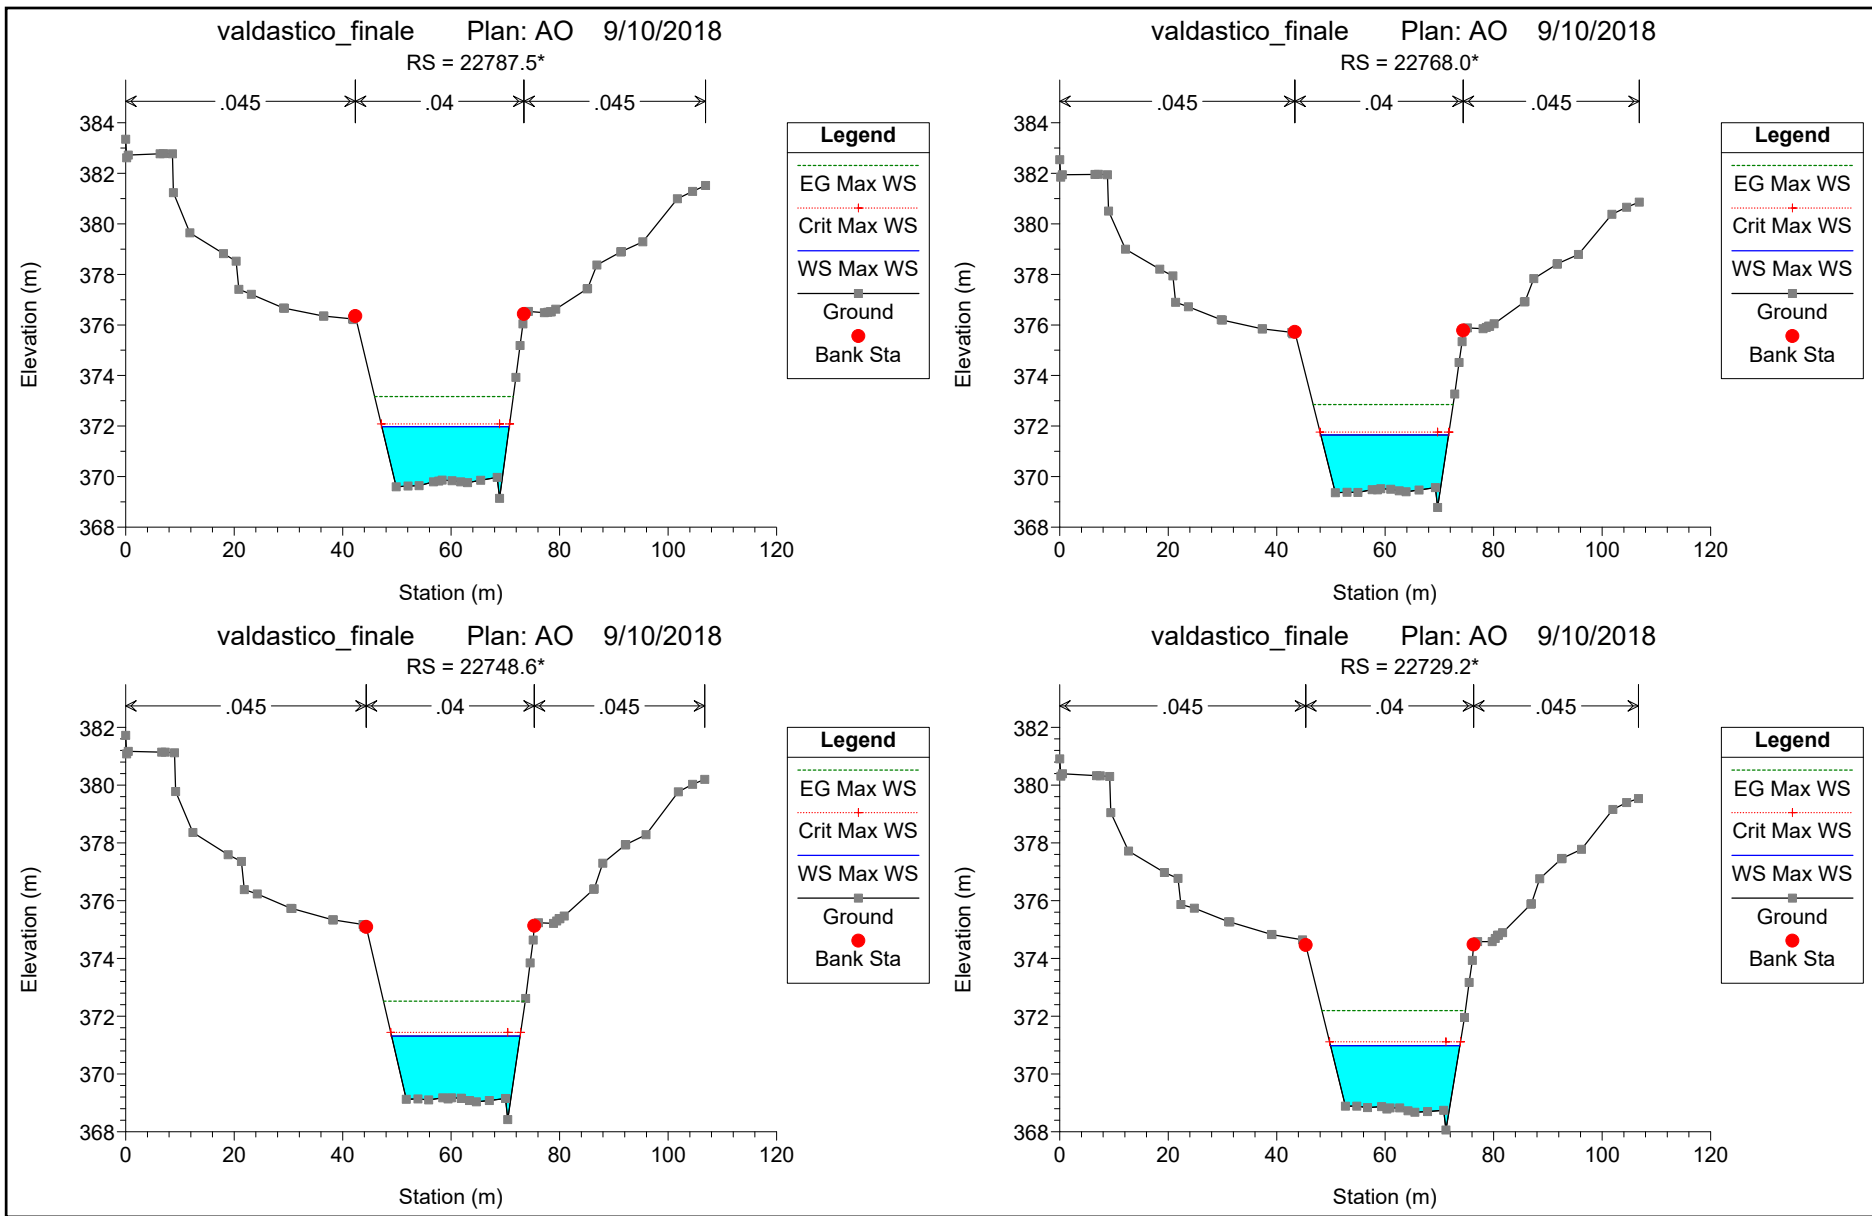 valdastico_finale Plan: AO 9/10/2018
RS = 22787.5*
.045 .04 .045
384
382
380
378
376
374
372
370
368
0 20 40 60 80 100 120
Elevation (m)
Station (m)
Legend
EG Max WS
Crit Max WS
WS Max WS
Ground
Bank Sta
valdastico_finale Plan: AO 9/10/2018
RS = 22768.0*
.045 .04 .045
384
382
380
378
376
374
372
370
368
0 20 40 60 80 100 120
Elevation (m)
Station (m)
Legend
EG Max WS
Crit Max WS
WS Max WS
Ground
Bank Sta
valdastico_finale Plan: AO 9/10/2018
RS = 22748.6*
.045 .04 .045
382
380
378
376
374
372
370
368
0 20 40 60 80 100 120
Elevation (m)
Station (m)
Legend
EG Max WS
Crit Max WS
WS Max WS
Ground
Bank Sta
valdastico_finale Plan: AO 9/10/2018
RS = 22729.2*
.045 .04 .045
382
380
378
376
374
372
370
368
0 20 40 60 80 100 120
Elevation (m)
Station (m)
Legend
EG Max WS
Crit Max WS
WS Max WS
Ground
Bank Sta